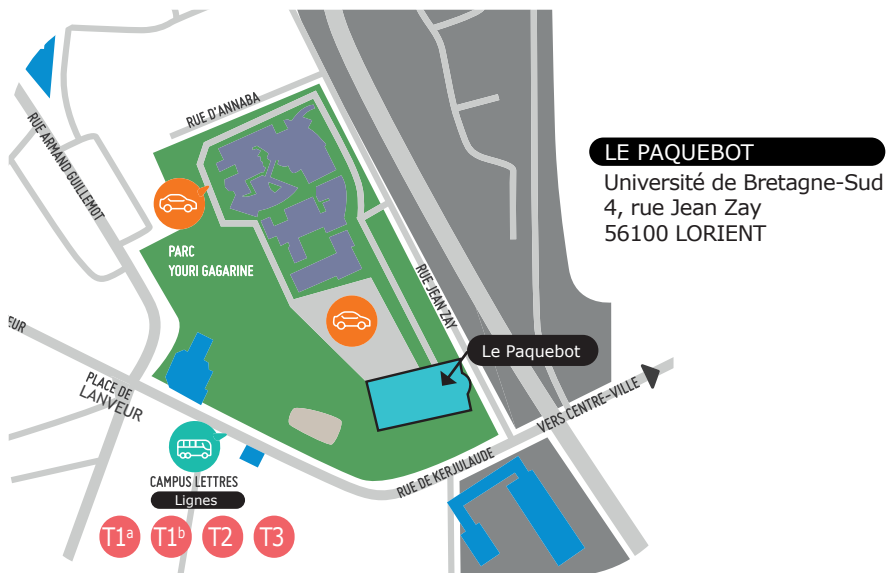 RUE D'ANNABA
RUE ARMAND GUILLEMOT
LE PAQUEBOT
Université de Bretagne-Sud
4, rue Jean Zay
56100 LORIENT
PARC
YOURI GAGARINE
RUE JEAN ZAY
EUR
Le Paquebot
PLACE DE
LANVEUR
VERS CENTRE-VILLE
RUE DE KERJULAUDE
CAMPUS LETTRES
Lignes
T1a T1b T2 T3